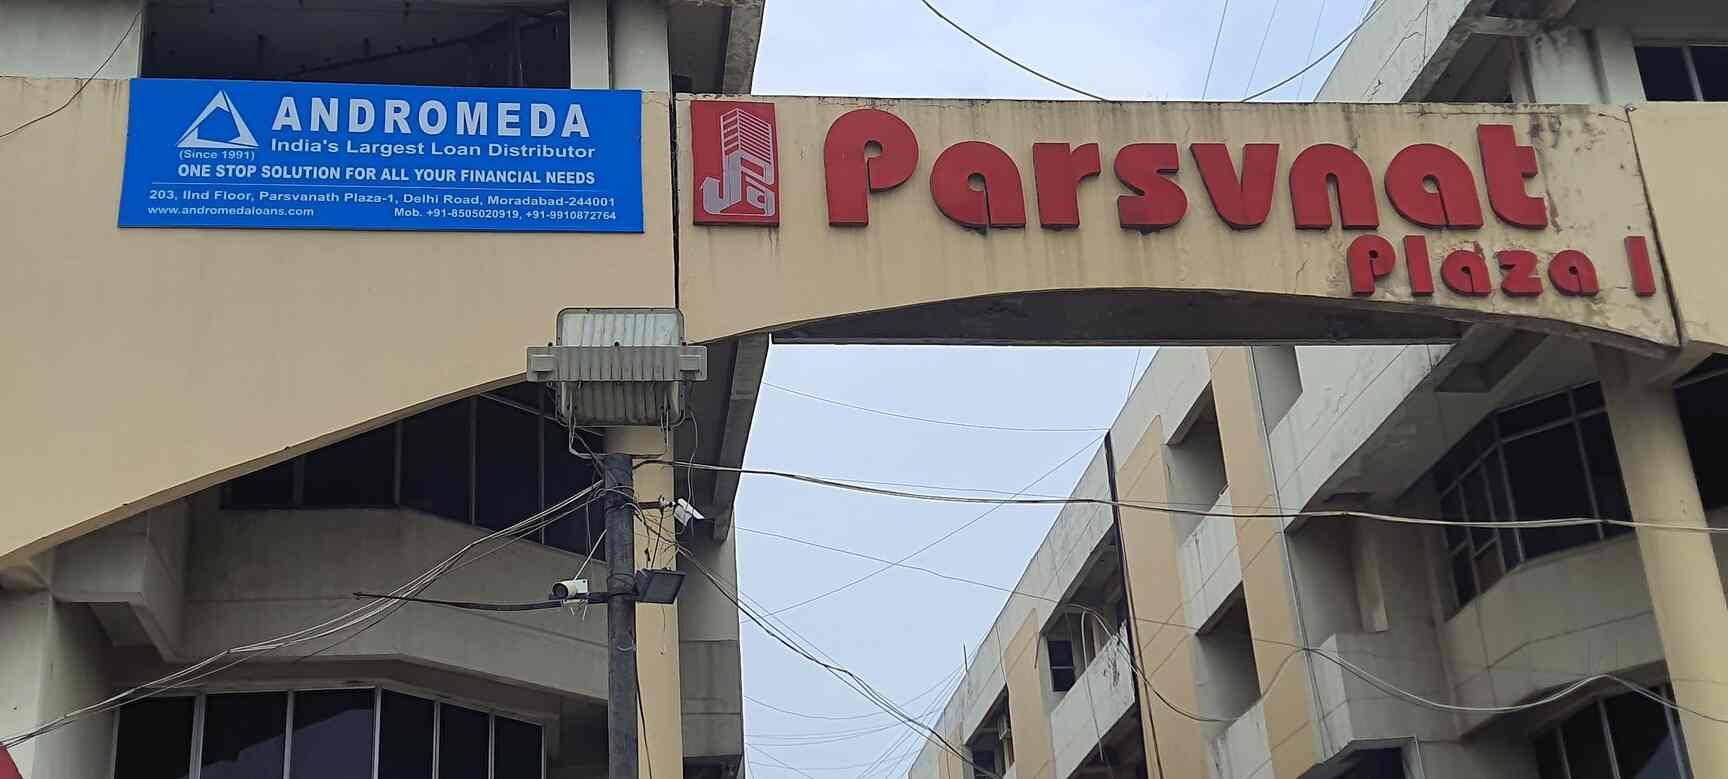 ANDROMEDA
India's Largest Loan Distributor
(Since 1991)
ONE STOP SOLUTION FOR ALL YOUR FINANCIAL NEEDS
203, IInd Floor, Parsvanath Plaza-1, Delhi Road, Moradabad-244001
www.andromedaloans.com Mob. +91-8505020919, +91-9910872764
Parsvnat
Plaza I